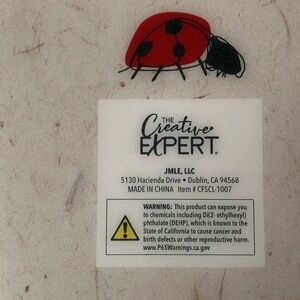 THE
Creative
EXPERT.
JMLE, LLC
5130 Hacienda Drive • Dublin, CA 94568
MADE IN CHINA Item # CFSCL-1007
WARNING: This product can expose you
to chemicals including Di(2- ethylhexyl)
phthalate (DEHP), which is known to the
State of California to cause cancer and
birth defects or other reproductive harm.
www.P65Warnings.ca.gov